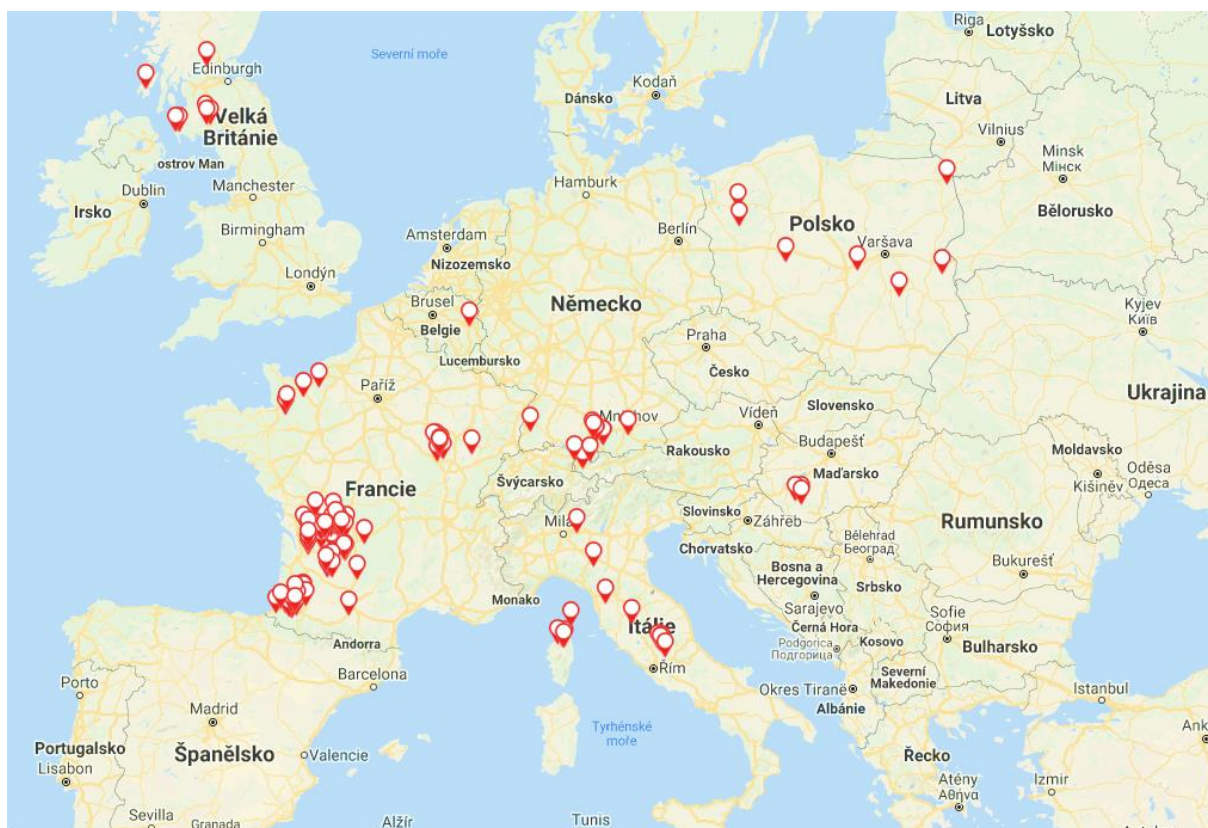 Riga
Lotyšsko
Severní moře
Edinburgh
Kodaň
Dánsko
Litva
Velká
Británie
Vilnius
ostrov Man
Minsk
Мінск
Hamburk
Manchester
Dublin
Irsko
Bělorusko
Polsko
Birmingham
Amsterdam
Berlín
Varšava
Nizozemsko
Londýn
Brusel
Německo
Kyjev
Київ
Belgie
Praha
Lucembursko
Česko
Paříž
Ukrajina
Slovensko
Mnichov
Vídeň
Budapešť
Moldavsko
Rakousko
Maďarsko
Oděsa
Одеса
Kišiněv
Švýcarsko
Francie
Slovinsko
Záhřeb
Rumunsko
Bělehrad
Београд
Chorvatsko
Bosna a
Hercegovina
Bukurešť
Srbsko
Monako
Sarajevo
Sofie
София
Itálie
Černá Hora
Kosovo
Podgorica
Подгорица
Bulharsko
Andorra
Řím
Severní
Makedonie
Barcelona
Porto
Okres Tirané
Istanbul
Albánie
Madrid
Tyrhénské
moře
Portugalsko
Španělsko
Valencie
Řecko
Lisabon
Atény
Αθήνα
Izmir
Sevilla
Granada
Alžír
Tunis